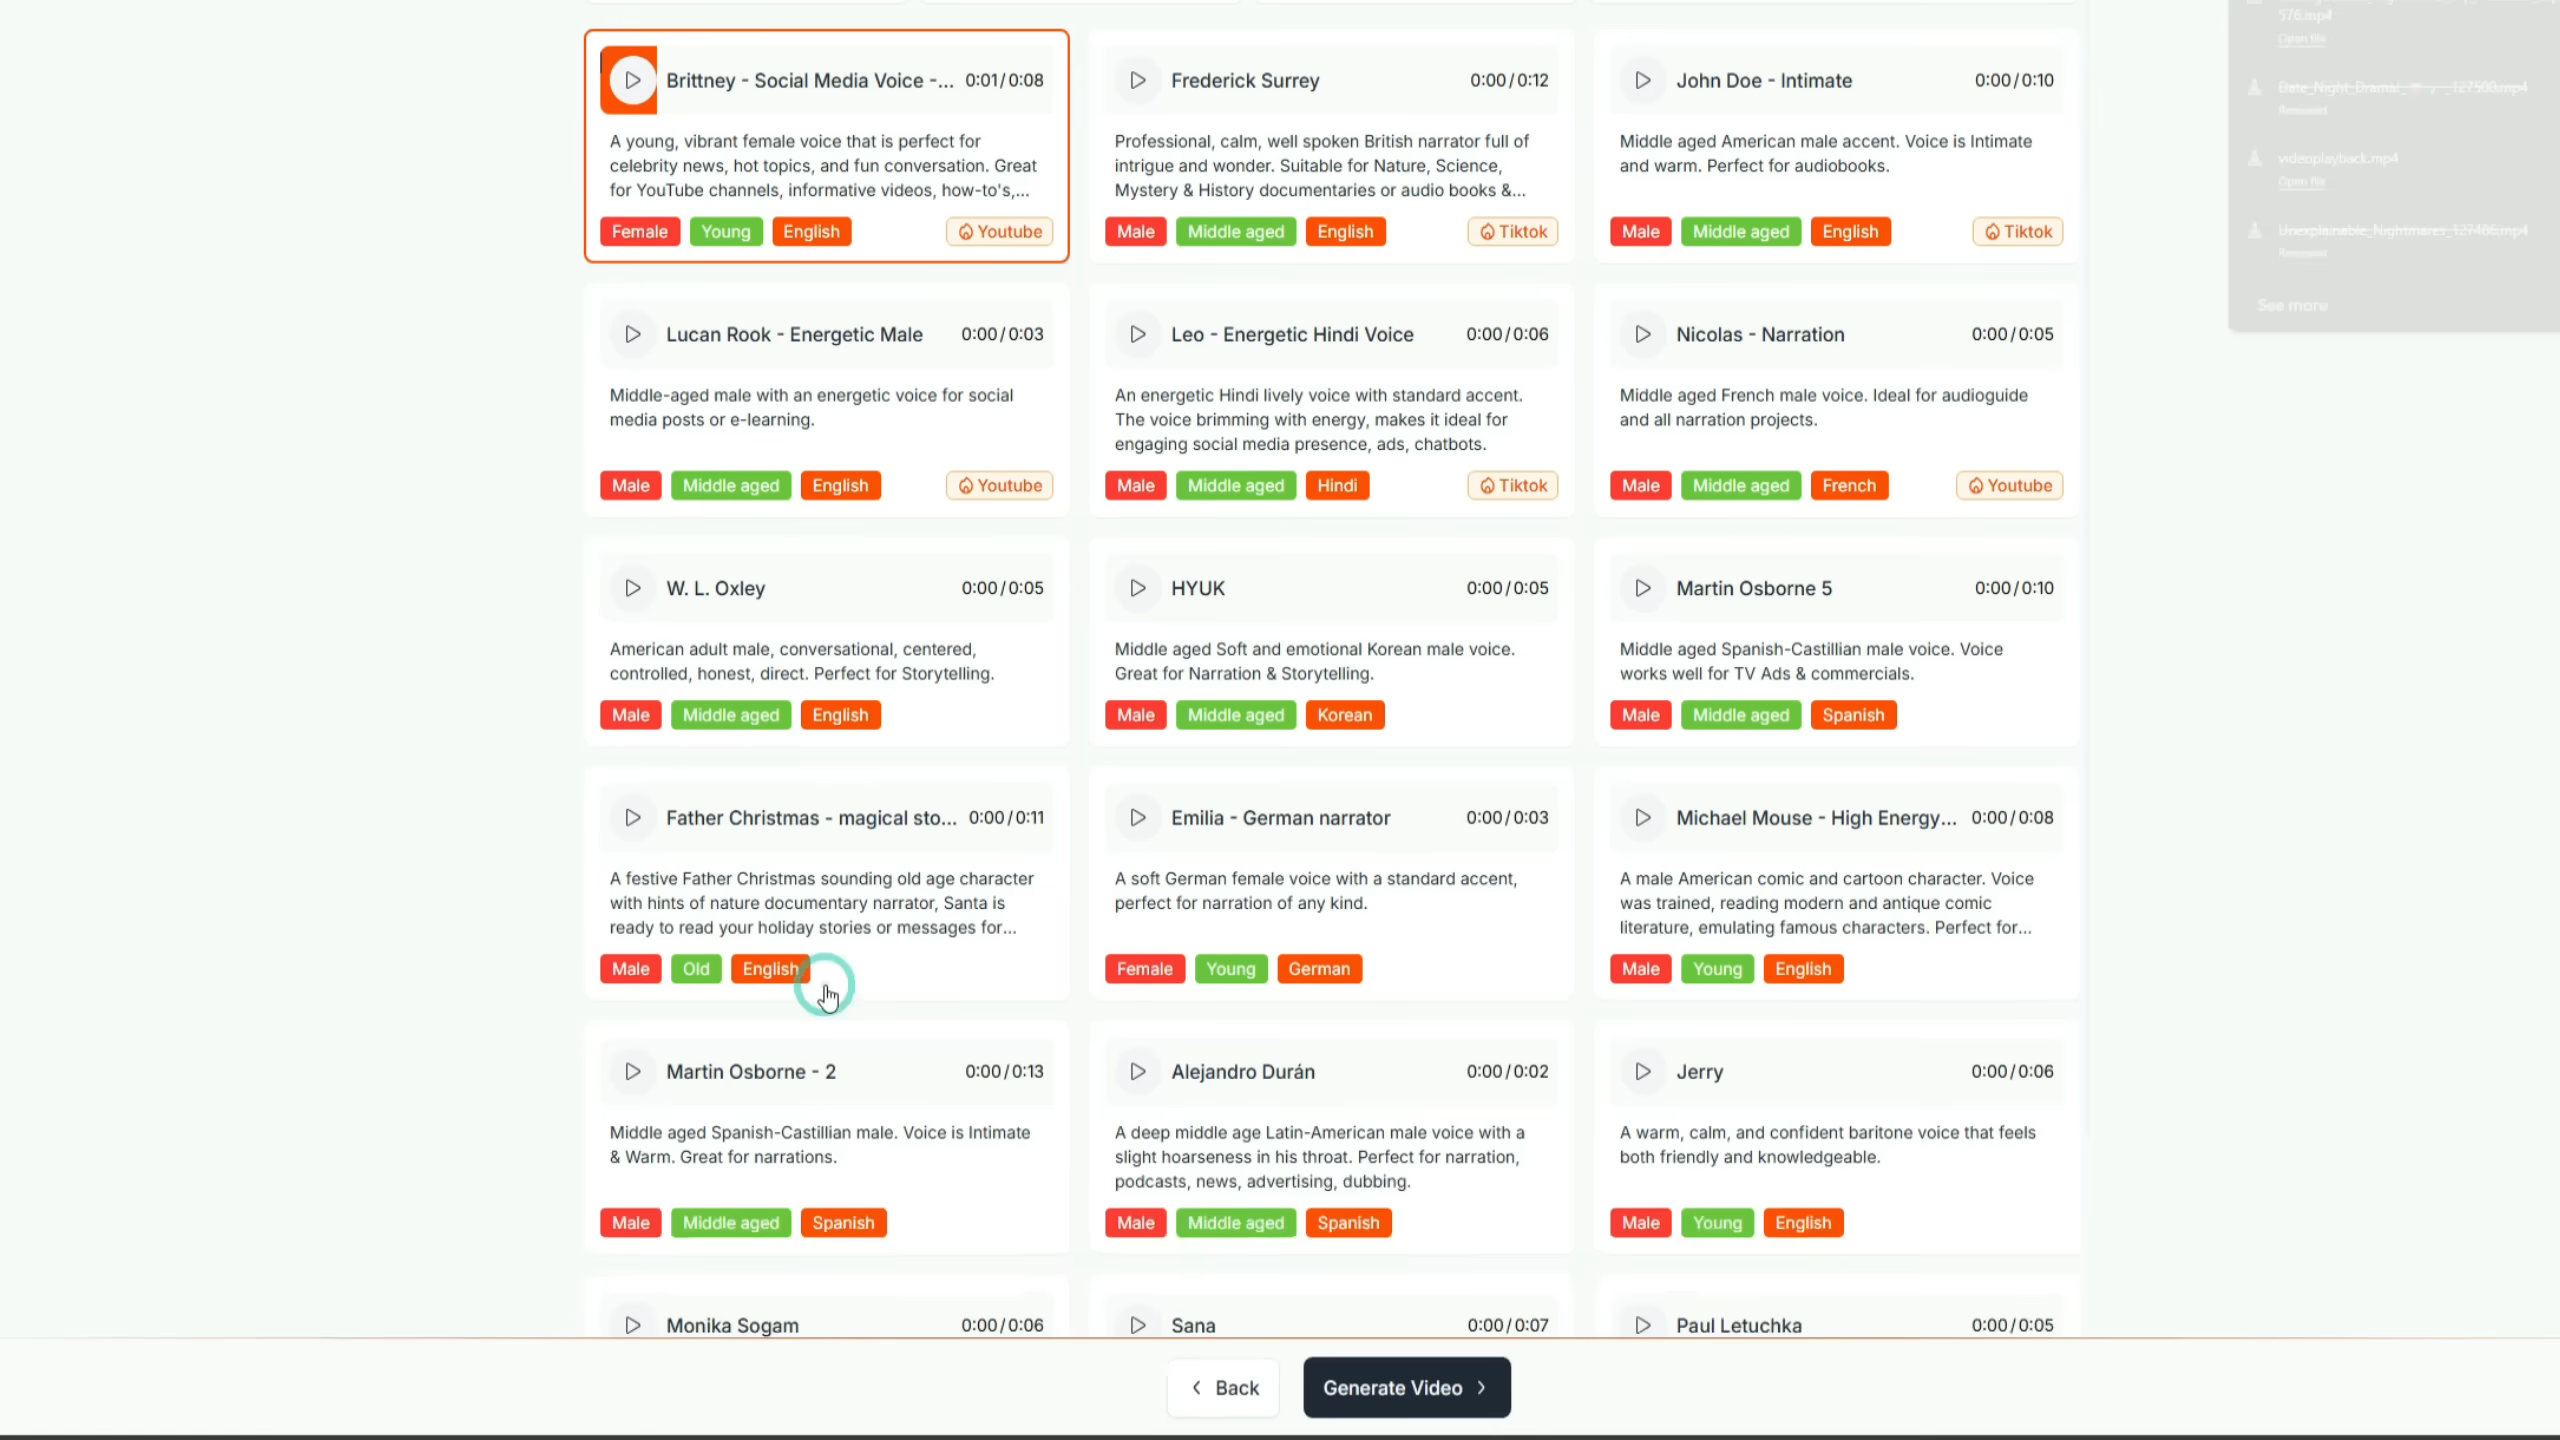 Brittney - Social Media Voice -... 0:01/0:08
A young, vibrant female voice that is perfect for
celebrity news, hot topics, and fun conversation. Great
for YouTube channels, informative videos, how-to's,...
Female Young English Youtube
Frederick Surrey 0:00/0:12
Professional, calm, well spoken British narrator full of
intrigue and wonder. Suitable for Nature, Science,
Mystery & History documentaries or audio books &...
Male Middle aged English Tiktok
John Doe - Intimate 0:00/0:10
Middle aged American male accent. Voice is Intimate
and warm. Perfect for audiobooks.
Male Middle aged English Tiktok
Lucan Rook - Energetic Male 0:00/0:03
Middle-aged male with an energetic voice for social
media posts or e-learning.
Male Middle aged English Youtube
Leo - Energetic Hindi Voice 0:00/0:06
An energetic Hindi lively voice with standard accent.
The voice brimming with energy, makes it ideal for
engaging social media presence, ads, chatbots.
Male Middle aged Hindi Tiktok
Nicolas - Narration 0:00/0:05
Middle aged French male voice. Ideal for audioguide
and all narration projects.
Male Middle aged French Youtube
W. L. Oxley 0:00/0:05
American adult male, conversational, centered,
controlled, honest, direct. Perfect for Storytelling.
Male Middle aged English
HYUK 0:00/0:05
Middle aged Soft and emotional Korean male voice.
Great for Narration & Storytelling.
Male Middle aged Korean
Martin Osborne 5 0:00/0:10
Middle aged Spanish-Castillian male voice. Voice
works well for TV Ads & commercials.
Male Middle aged Spanish
Father Christmas - magical sto... 0:00/0:11
A festive Father Christmas sounding old age character
with hints of nature documentary narrator, Santa is
ready to read your holiday stories or messages for...
Male Old English
Emilia - German narrator 0:00/0:03
A soft German female voice with a standard accent,
perfect for narration of any kind.
Female Young German
Michael Mouse - High Energy... 0:00/0:08
A male American comic and cartoon character. Voice
was trained, reading modern and antique comic
literature, emulating famous characters. Perfect for...
Male Young English
Martin Osborne - 2 0:00/0:13
Middle aged Spanish-Castillian male. Voice is Intimate
& Warm. Great for narrations.
Male Middle aged Spanish
Alejandro Durán 0:00/0:02
A deep middle age Latin-American male voice with a
slight hoarseness in his throat. Perfect for narration,
podcasts, news, advertising, dubbing.
Male Middle aged Spanish
Jerry 0:00/0:06
A warm, calm, and confident baritone voice that feels
both friendly and knowledgeable.
Male Young English
Monika Sogam 0:00/0:06
Sana 0:00/0:07
Paul Letuchka 0:00/0:05
Back
Generate Video
576.mp4
Open file
Removed
videoplayback.mp4
Open file
Unexplainable_Nightmares_127466.mp4
Removed
See more